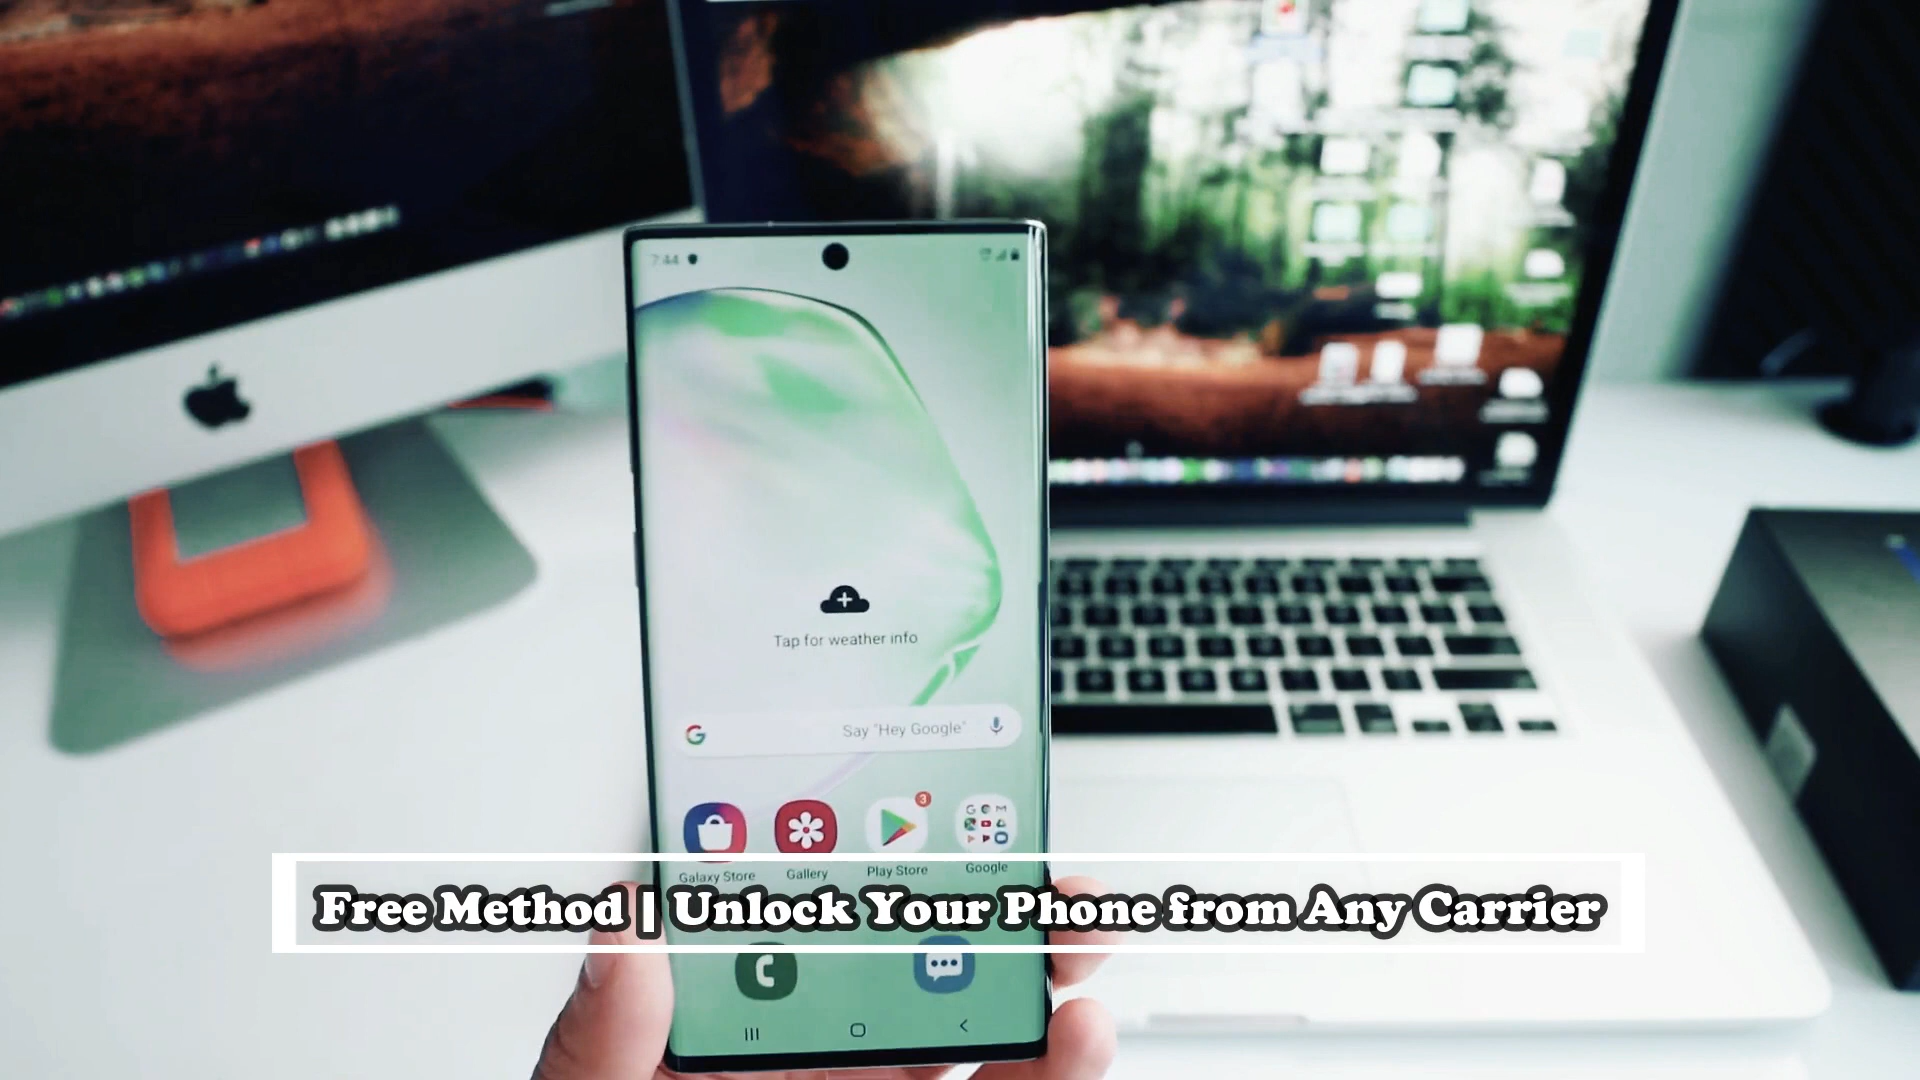 7:44
Tap for weather info
Say "Hey Google"
3
Galaxy Store
Gallery
Play Store
Google
Free Method | Unlock Your Phone from Any Carrier